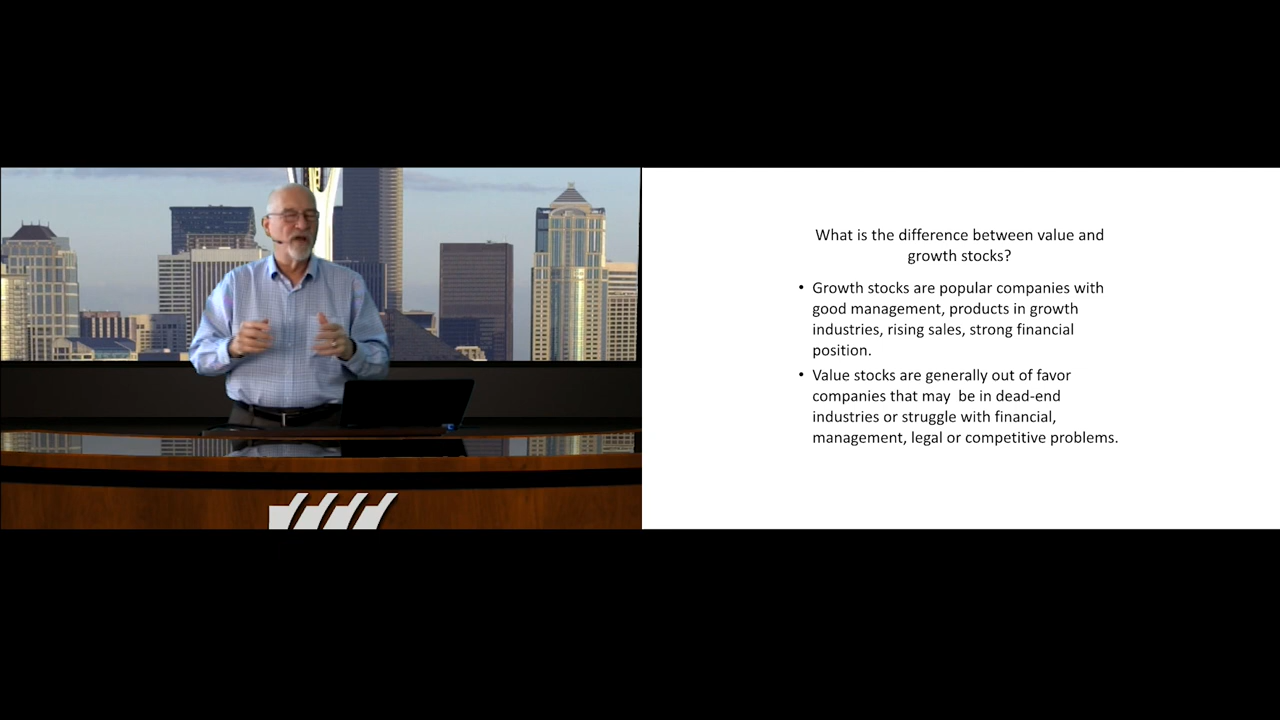 What is the difference between value and
growth stocks?
• Growth stocks are popular companies with
good management, products in growth
industries, rising sales, strong financial
position.
• Value stocks are generally out of favor
companies that may  be in dead-end
industries or struggle with financial,
management, legal or competitive problems.